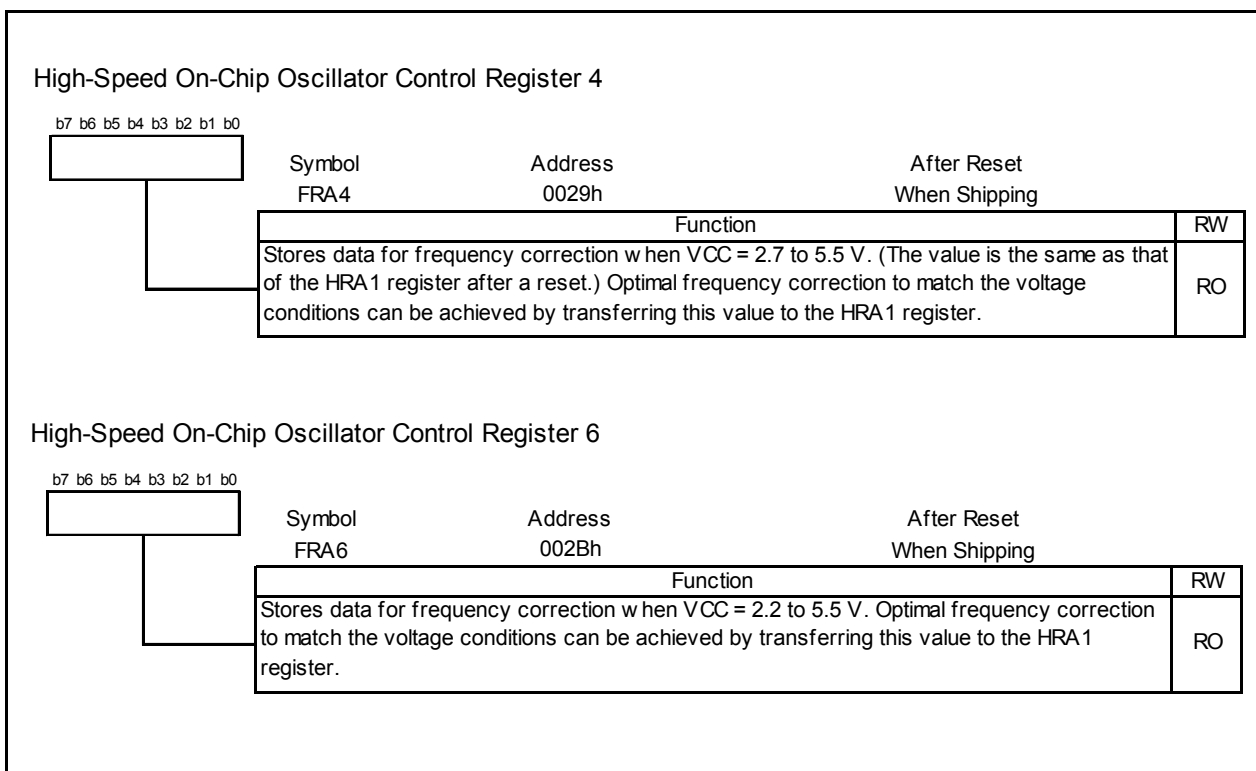 High-Speed On-Chip Oscillator Control Register 4
b7 b6 b5 b4 b3 b2 b1 b0
Symbol Address After Reset
FRA4 0029h When Shipping
Function RW
Stores data for frequency correction when VCC = 2.7 to 5.5 V. (The value is the same as that
of the HRA1 register after a reset.) Optimal frequency correction to match the voltage
conditions can be achieved by transferring this value to the HRA1 register.
RO
High-Speed On-Chip Oscillator Control Register 6
b7 b6 b5 b4 b3 b2 b1 b0
Symbol Address After Reset
FRA6 002Bh When Shipping
Function RW
Stores data for frequency correction when VCC = 2.2 to 5.5 V. Optimal frequency correction
to match the voltage conditions can be achieved by transferring this value to the HRA1
register.
RO